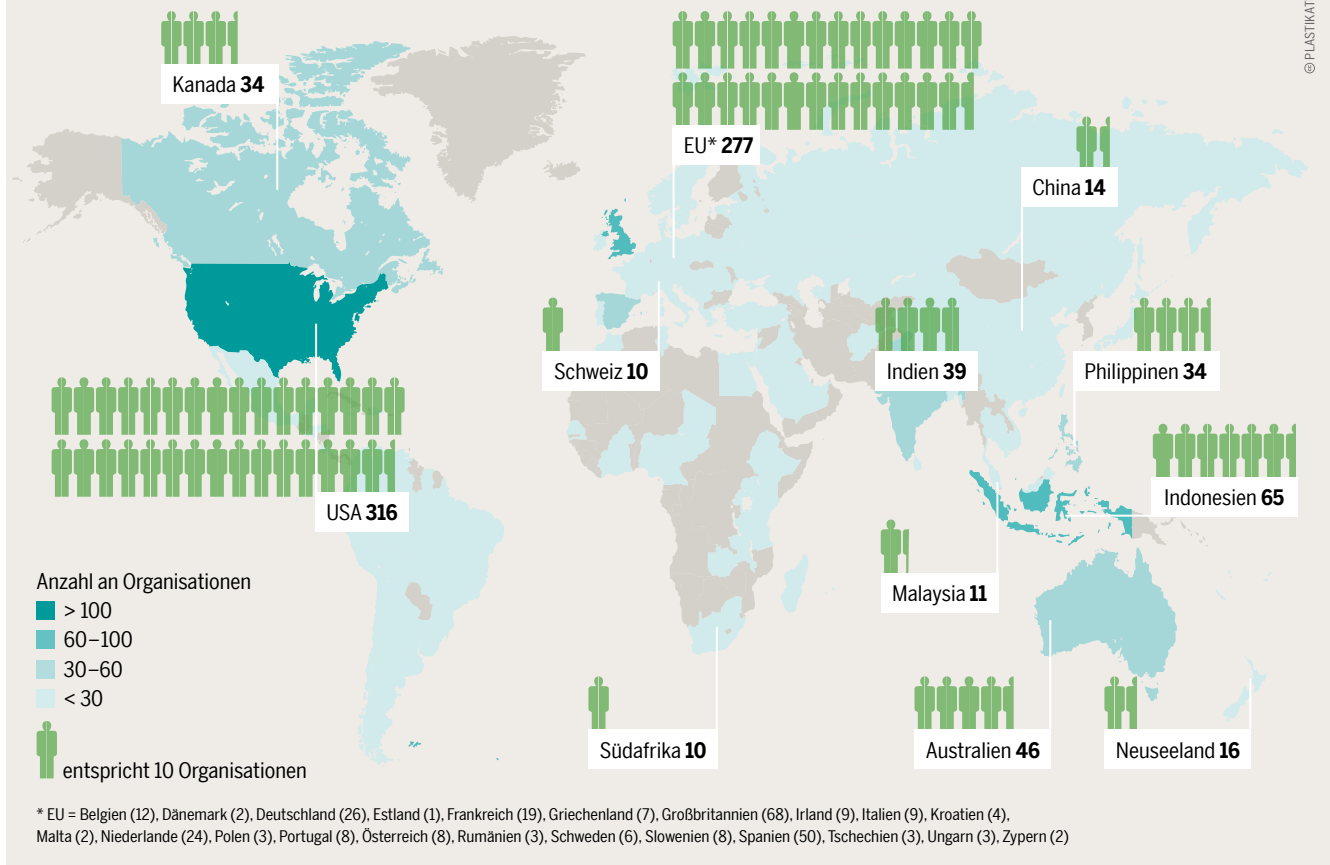 © PLASTIKAT
Kanada 34
EU* 277
China 14
Schweiz 10
Indien 39
Philippinen 34
Indonesien 65
USA 316
Malaysia 11
Anzahl an Organisationen
> 100
60–100
30–60
< 30
entspricht 10 Organisationen
Südafrika 10
Australien 46
Neuseeland 16
* EU = Belgien (12), Dänemark (2), Deutschland (26), Estland (1), Frankreich (19), Griechenland (7), Großbritannien (68), Irland (9), Italien (9), Kroatien (4),
Malta (2), Niederlande (24), Polen (3), Portugal (8), Österreich (8), Rumänien (3), Schweden (6), Slowenien (8), Spanien (50), Tschechien (3), Ungarn (3), Zypern (2)